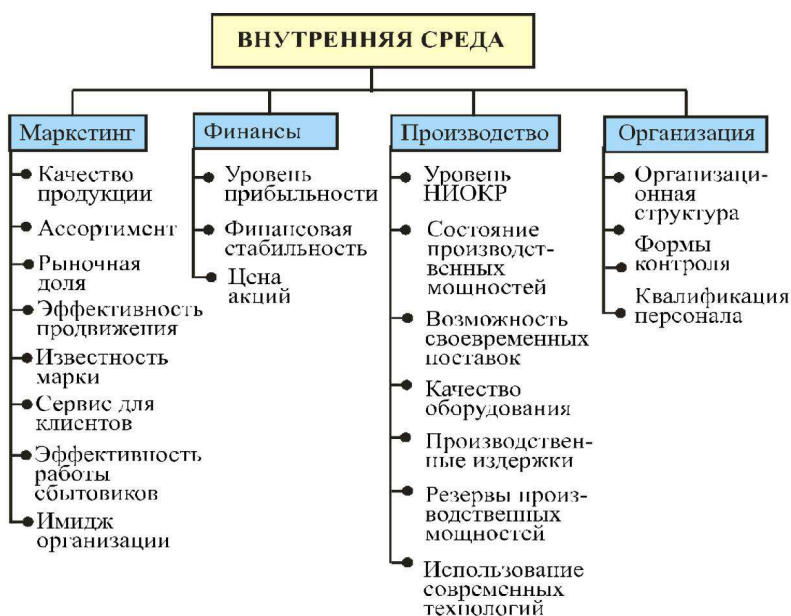 ВНУТРЕННЯЯ СРЕДА
Маркетинг
Качество
продукции
Ассортимент
Рыночная
доля
Эффективность
продвижения
Известность
марки
Сервис для
клиентов
Эффективность
работы
сбытовиков
Имидж
организации
Финансы
Уровень
прибыльности
Финансовая
стабильность
Цена
акций
Производство
Уровень
НИОКР
Состояние
производст-
венных
мощностей
Возможность
своевременных
поставок
Качество
оборудования
Производствен-
ные издержки
Резервы произ-
водственных
мощностей
Использование
современных
технологий
Организация
Организаци-
онная
структура
Формы
контроля
Квалификация
персонала